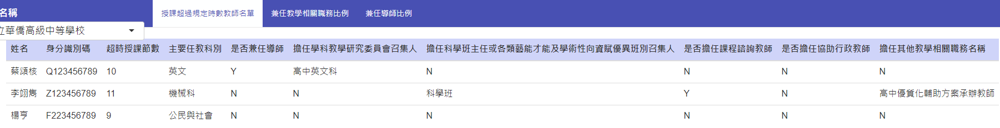 名稱 授課超過規定時數教師名單 兼任教學相關職務比例 兼任導師比例
立華僑高級中等學校
姓名 身分識別碼 超時授課節數 主要任教科別 是否兼任導師 擔任學科教學研究委員會召集人 擔任科學班主任或各類藝能才能及學術性向資賦優異班別召集人 是否擔任課程諮詢教師 是否擔任協助行政教師 擔任其他教學相關職務名稱
蔡頌核 Q123456789 10 英文 Y 高中英文科 N N N N
李翊雋 Z123456789 11 機械科 N N 科學班 Y N 高中優質化輔助方案承辦教師
楊亨 F223456789 9 公民與社會 N N N N N N